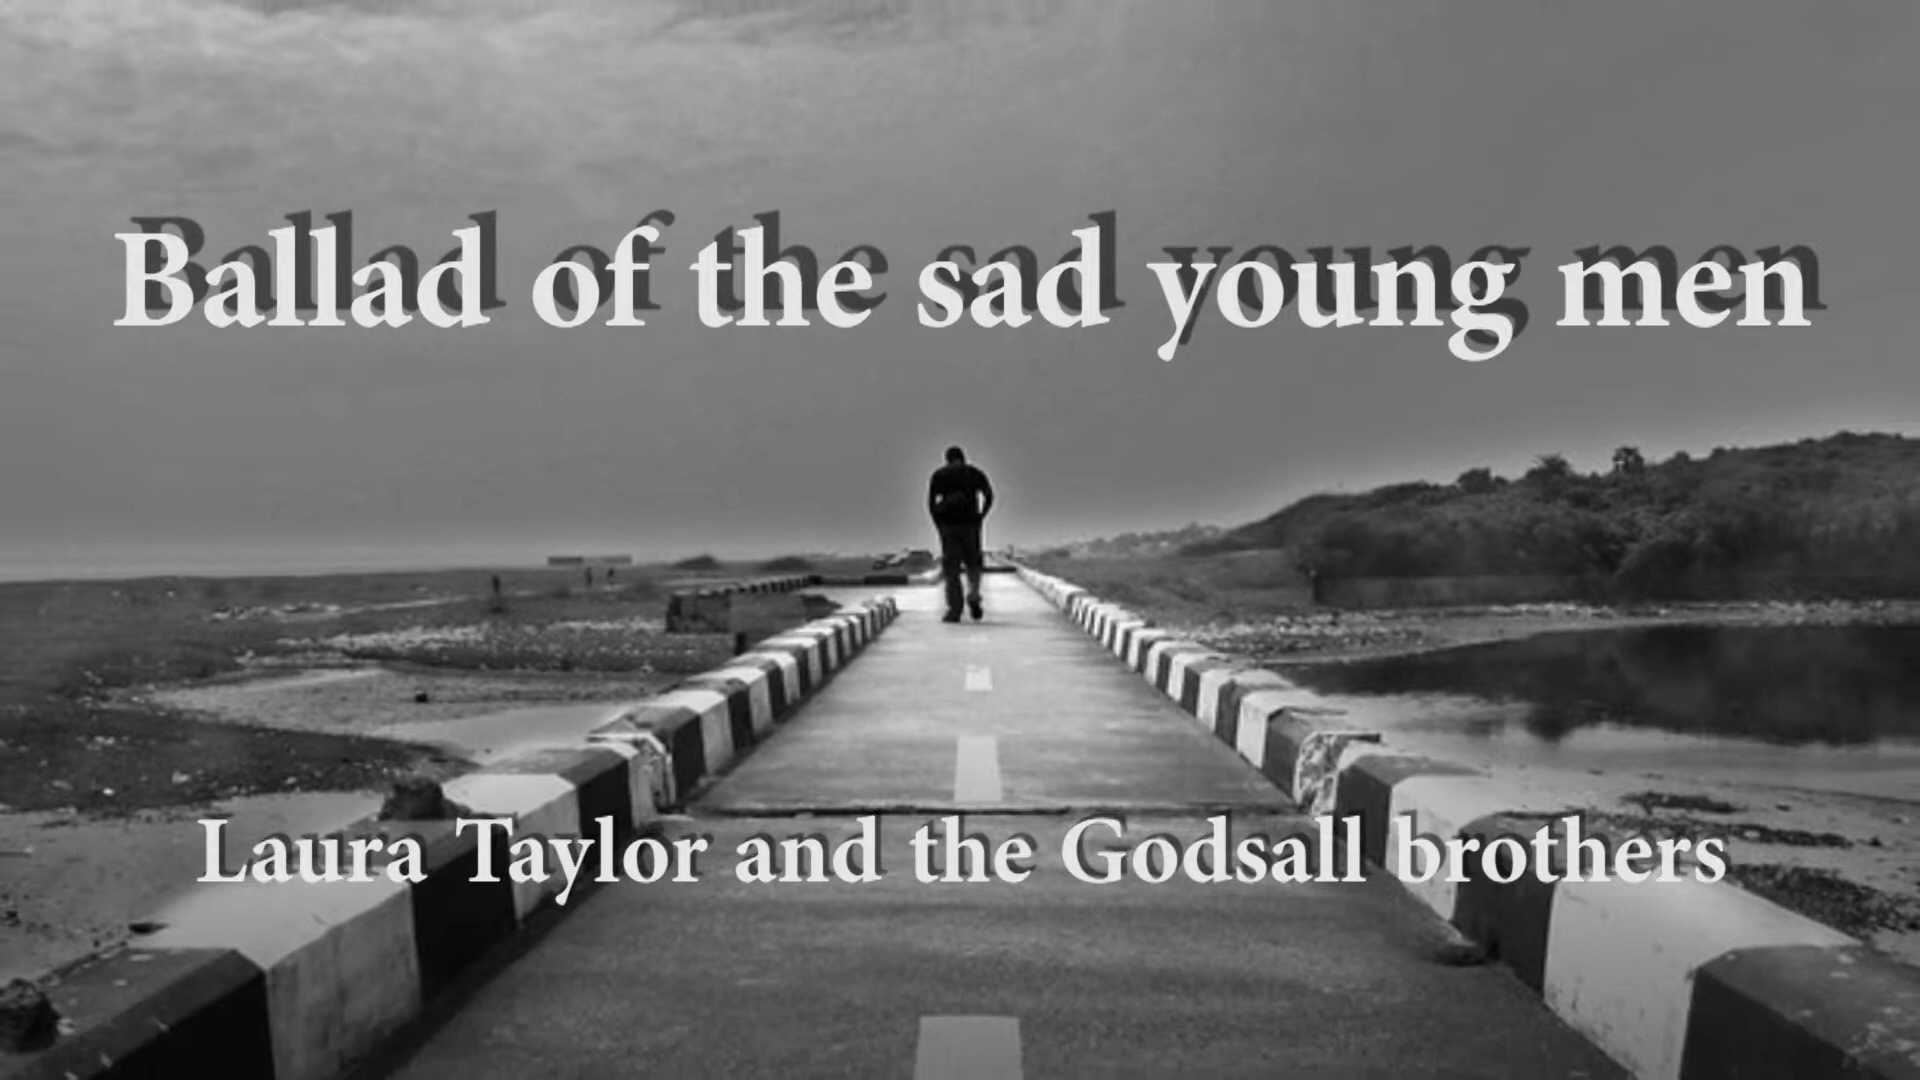 Ballad of the sad young men
Laura Taylor and the Godsall brothers